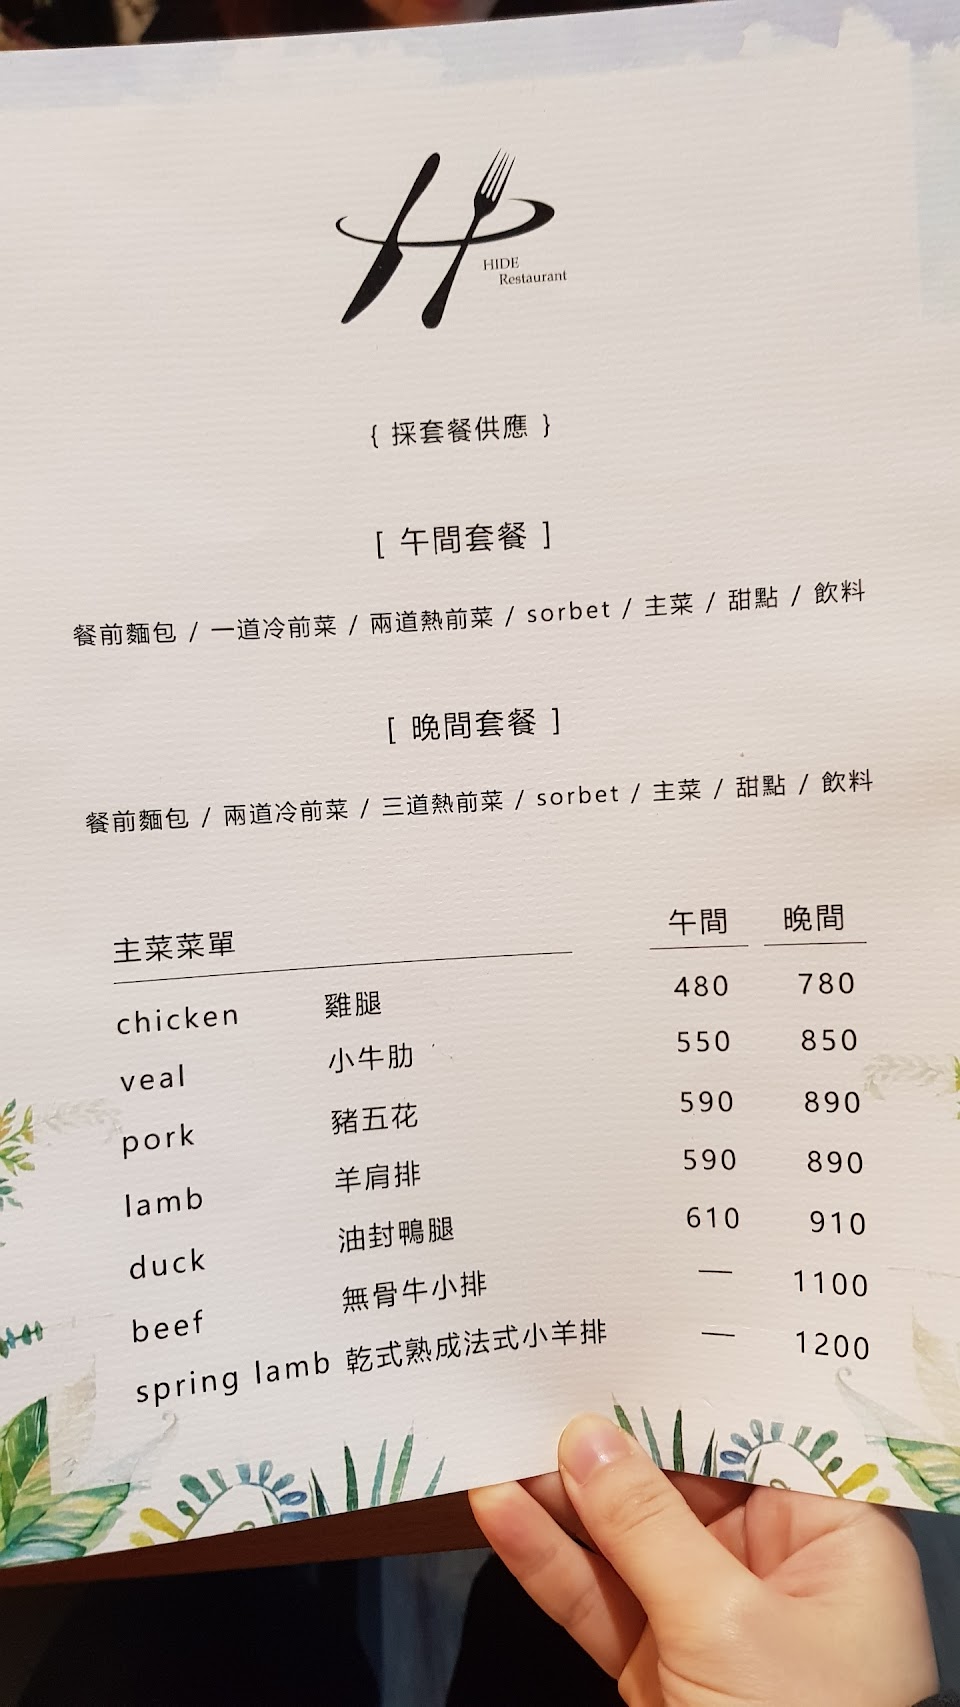 HIDE
Restaurant
{ 採套餐供應 }
[ 午間套餐 ]
餐前麵包 / 一道冷前菜 / 兩道熱前菜 / sorbet / 主菜 / 甜點 / 飲料
[ 晚間套餐 ]
餐前麵包 / 兩道冷前菜 / 三道熱前菜 / sorbet / 主菜 / 甜點 / 飲料
主菜菜單 午間 晚間
chicken 雞腿 480 780
veal 小牛肋 550 850
pork 豬五花 590 890
lamb 羊肩排 590 890
duck 油封鴨腿 610 910
beef 無骨牛小排 — 1100
spring lamb 乾式熟成法式小羊排 — 1200